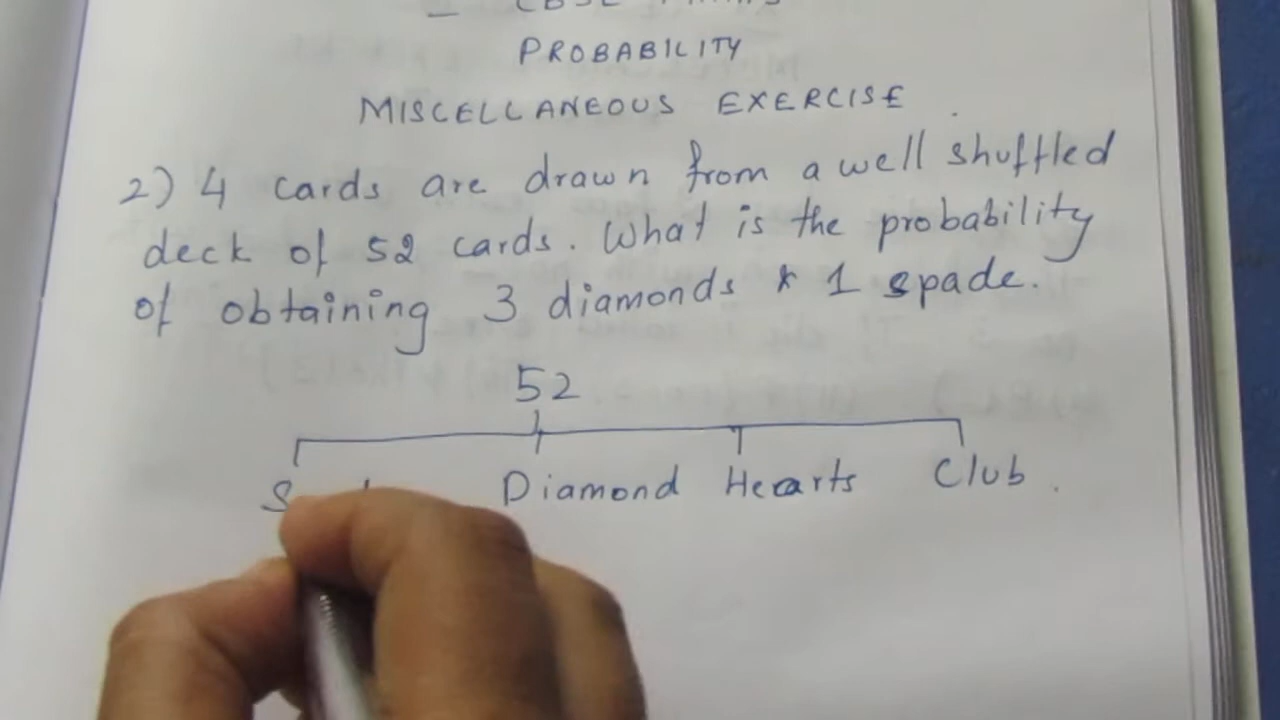 PROBABILITY
MISCELLANEOUS EXERCISE
2) 4 cards are drawn from a well shuffled
deck of 52 cards. What is the probability
of obtaining 3 diamonds & 1 spade.
52
Diamond Hearts Club.